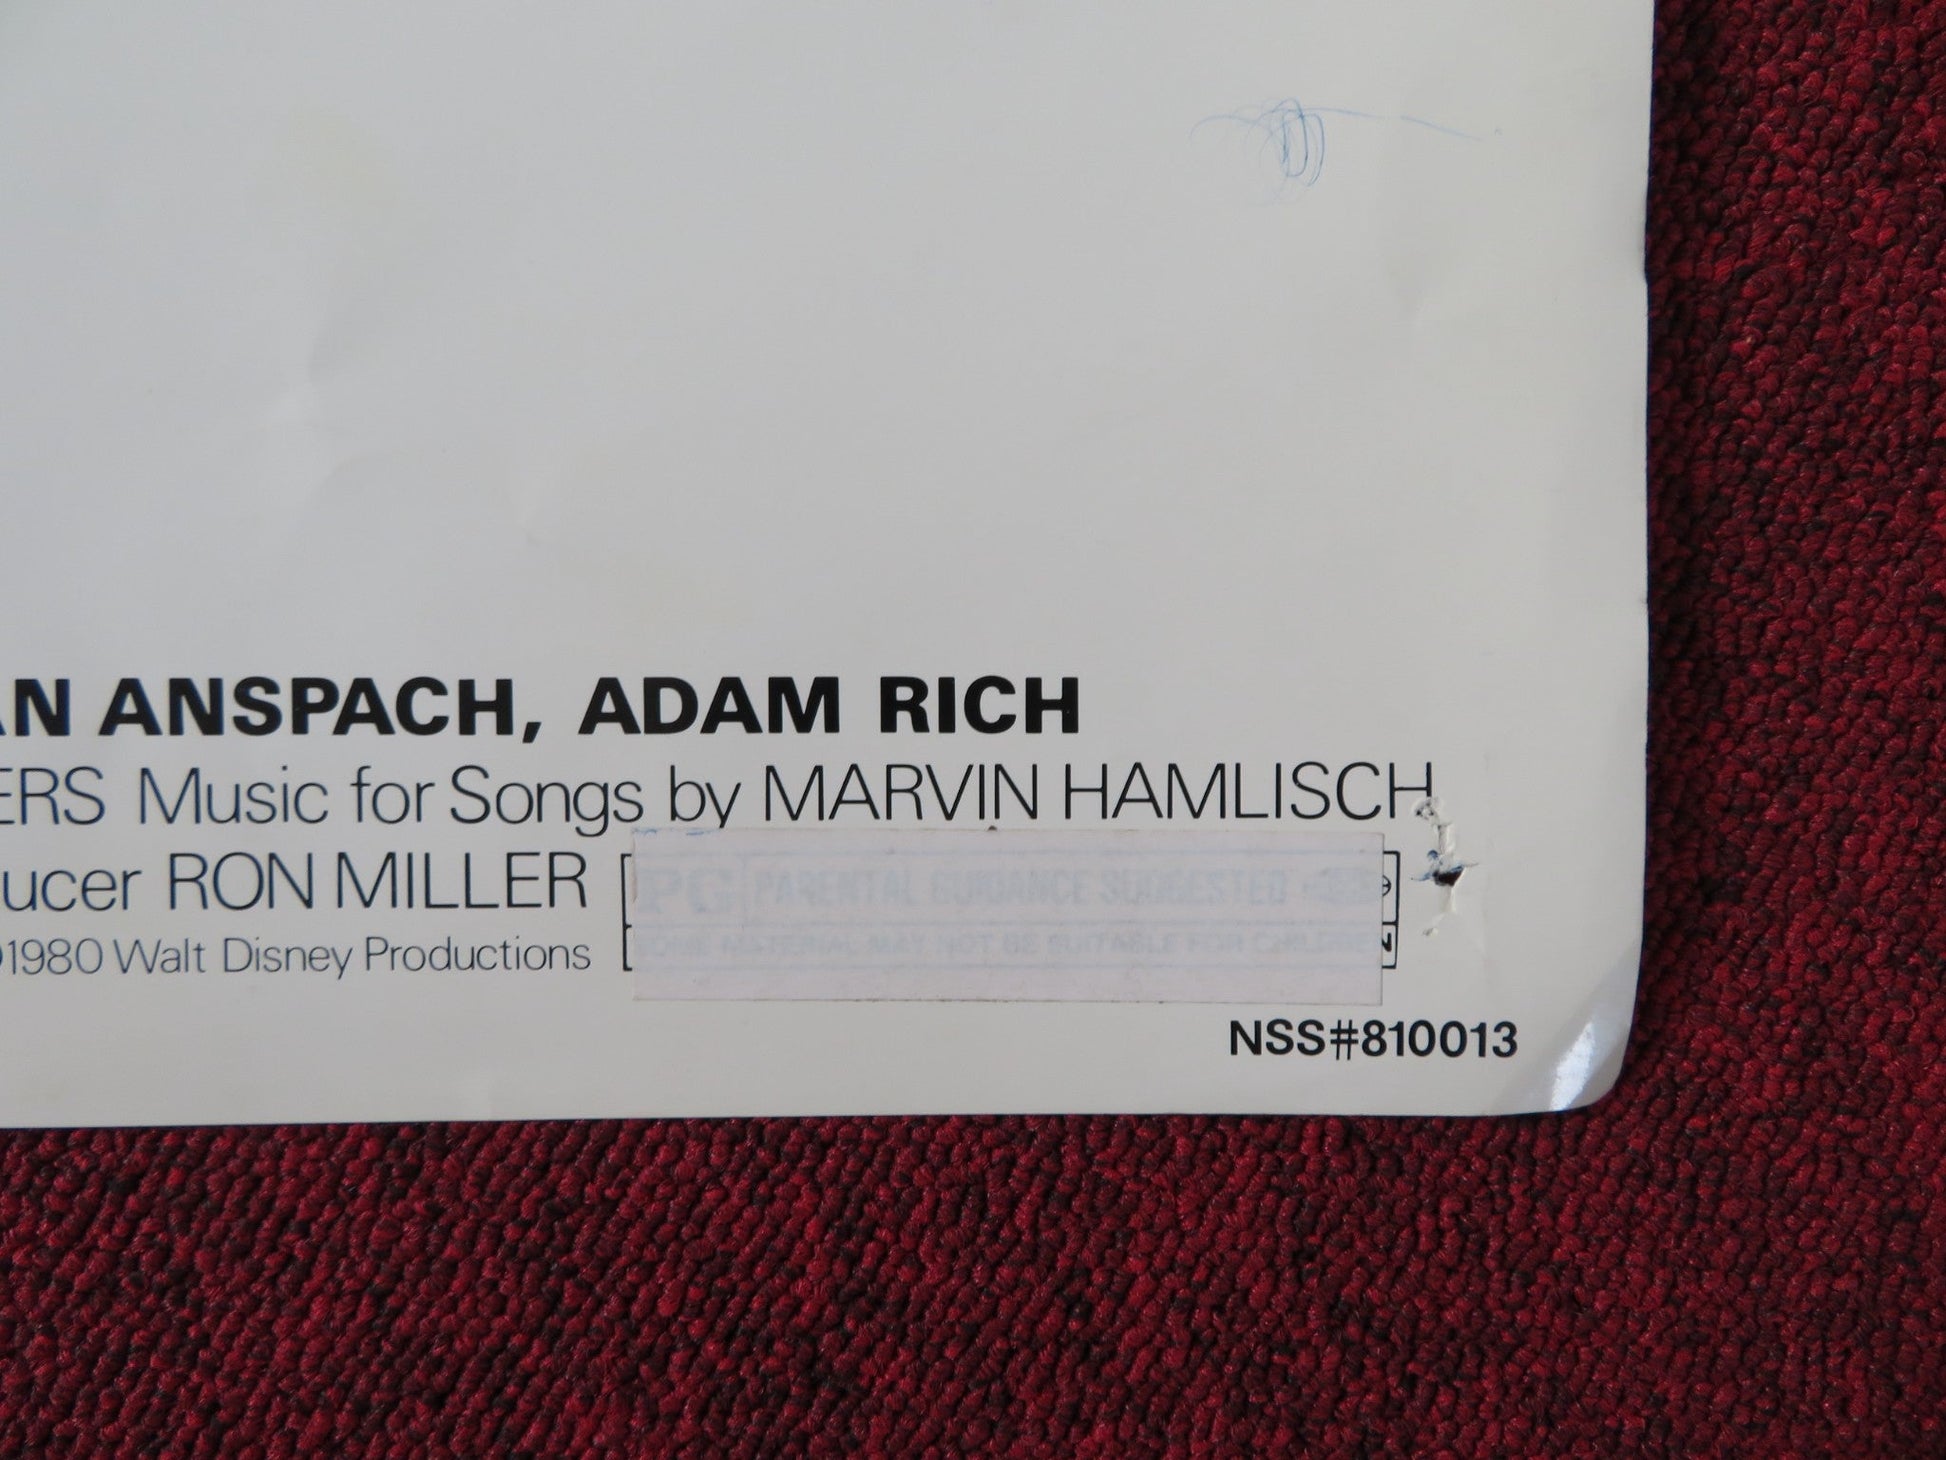 AN ANSPACH, ADAM RICH
ERS Music for Songs by MARVIN HAMLISCH
ucer RON MILLER
©1980 Walt Disney Productions
PG PARENTAL GUIDANCE SUGGESTED
SOME MATERIAL MAY NOT BE SUITABLE FOR CHILDREN
NSS#810013